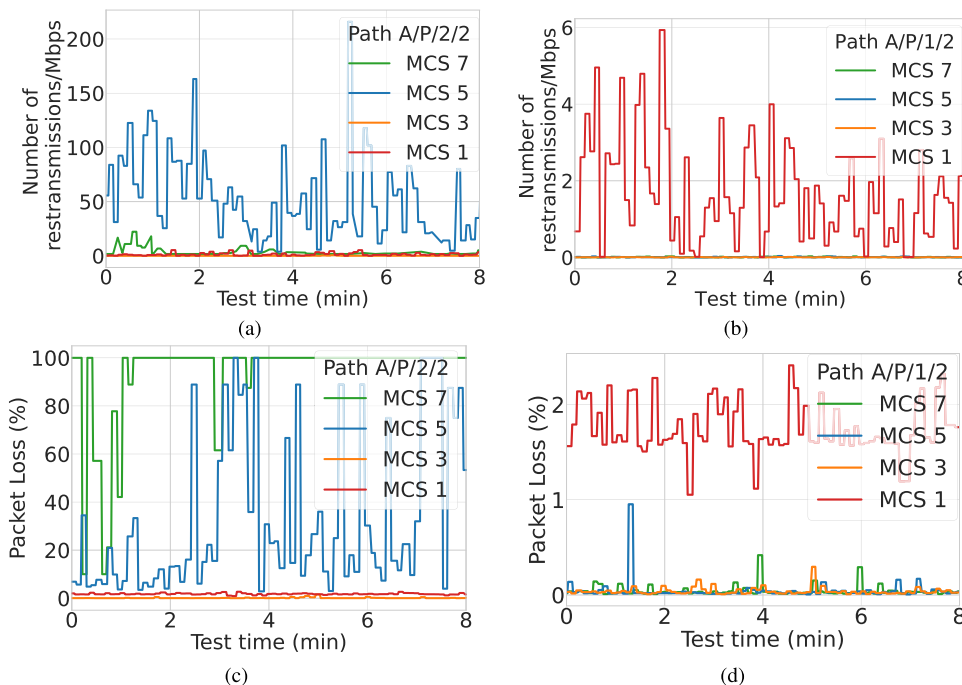 Number of
restransmissions/Mbps
200
150
100
50
0
0 2 4 6 8
Test time (min)
Path A/P/2/2
MCS 7
MCS 5
MCS 3
MCS 1
(a)
Number of
restransmissions/Mbps
6
4
2
0
0 2 4 6 8
Test time (min)
Path A/P/1/2
MCS 7
MCS 5
MCS 3
MCS 1
(b)
Packet Loss (%)
100
80
60
40
20
0
0 2 4 6 8
Test time (min)
Path A/P/2/2
MCS 7
MCS 5
MCS 3
MCS 1
(c)
Packet Loss (%)
2
1
0
0 2 4 6 8
Test time (min)
Path A/P/1/2
MCS 7
MCS 5
MCS 3
MCS 1
(d)